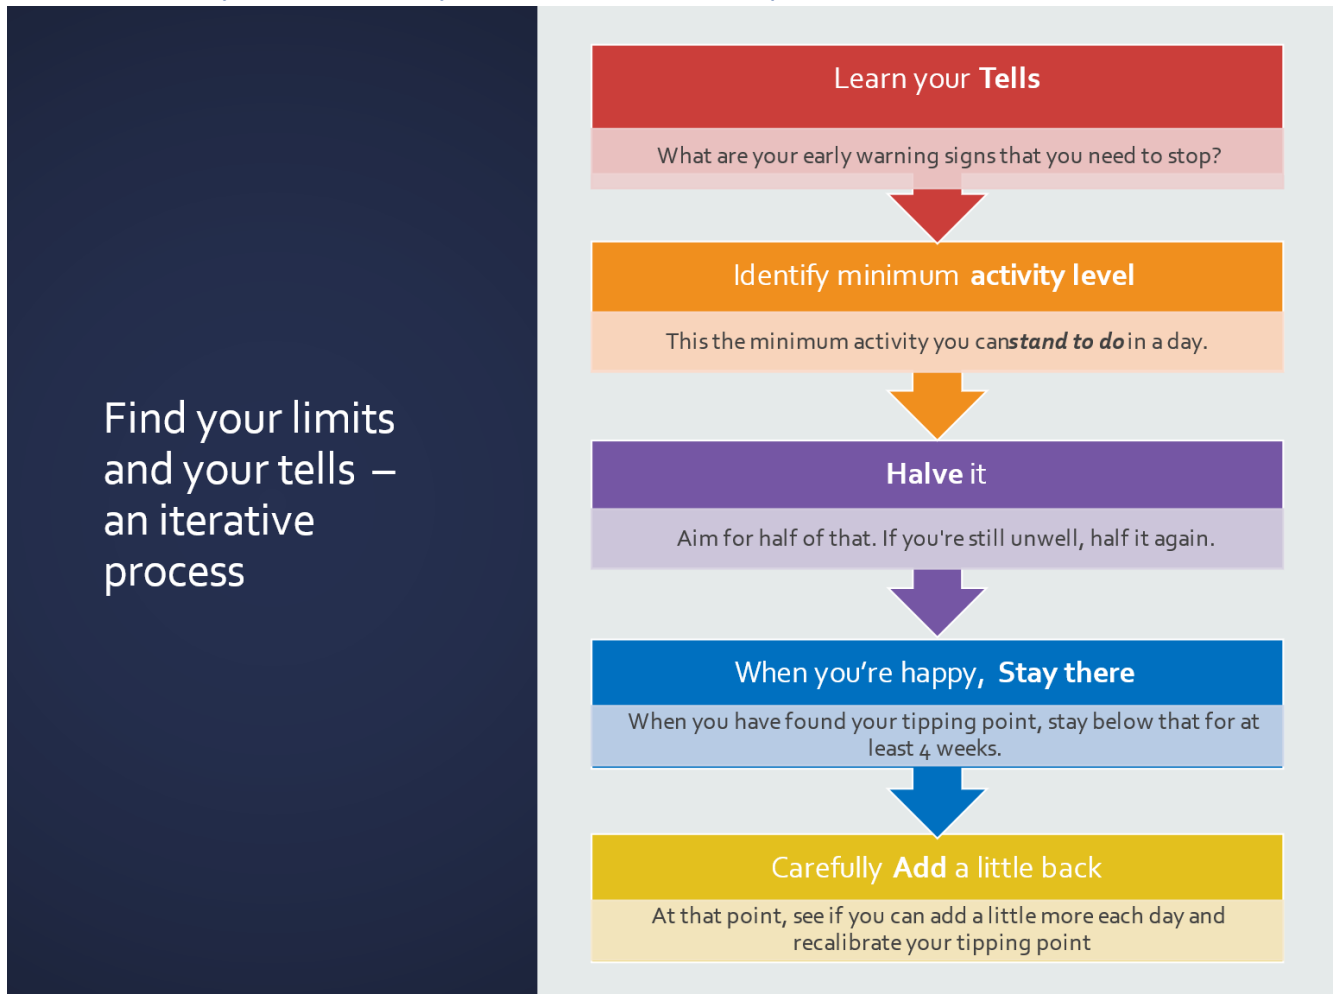 Find your limits
and your tells –
an iterative
process
Learn your Tells
What are your early warning signs that you need to stop?
Identify minimum activity level
This the minimum activity you can stand to do in a day.
Halve it
Aim for half of that. If you're still unwell, half it again.
When you’re happy, Stay there
When you have found your tipping point, stay below that for at
least 4 weeks.
Carefully Add a little back
At that point, see if you can add a little more each day and
recalibrate your tipping point